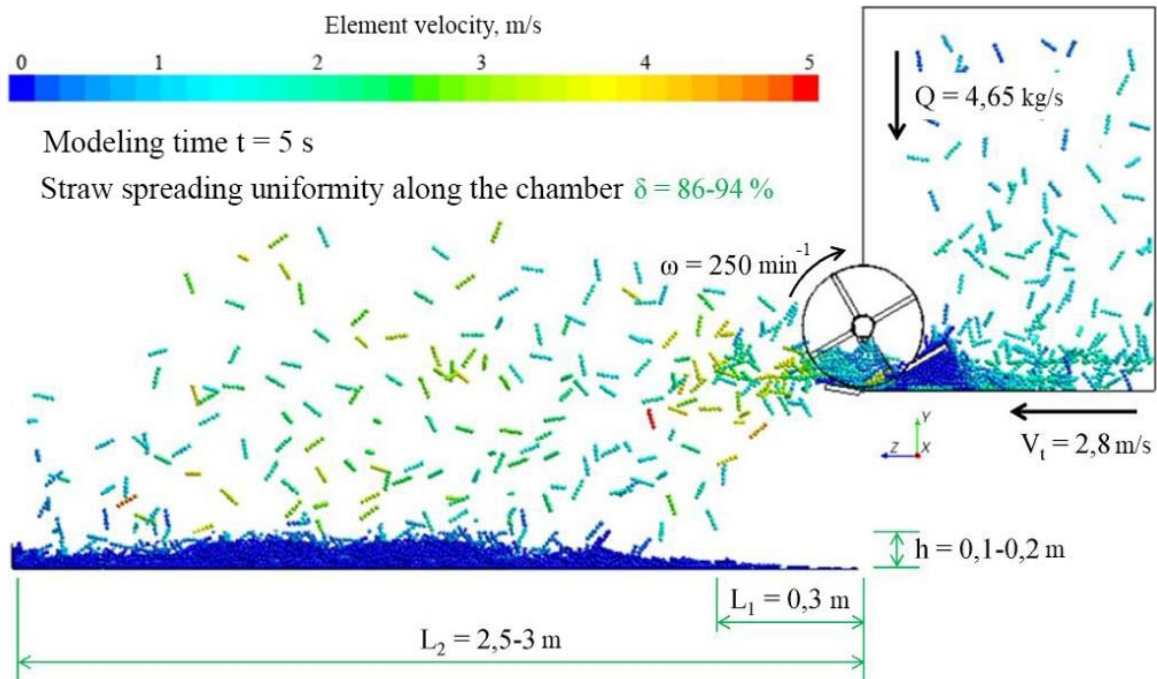 Element velocity, m/s
0 1 2 3 4 5
Q = 4,65 kg/s
Modeling time t = 5 s
Straw spreading uniformity along the chamber δ = 86-94 %
ω = 250 min⁻¹
Y
Z X
Vₜ = 2,8 m/s
h = 0,1-0,2 m
L₁ = 0,3 m
L₂ = 2,5-3 m